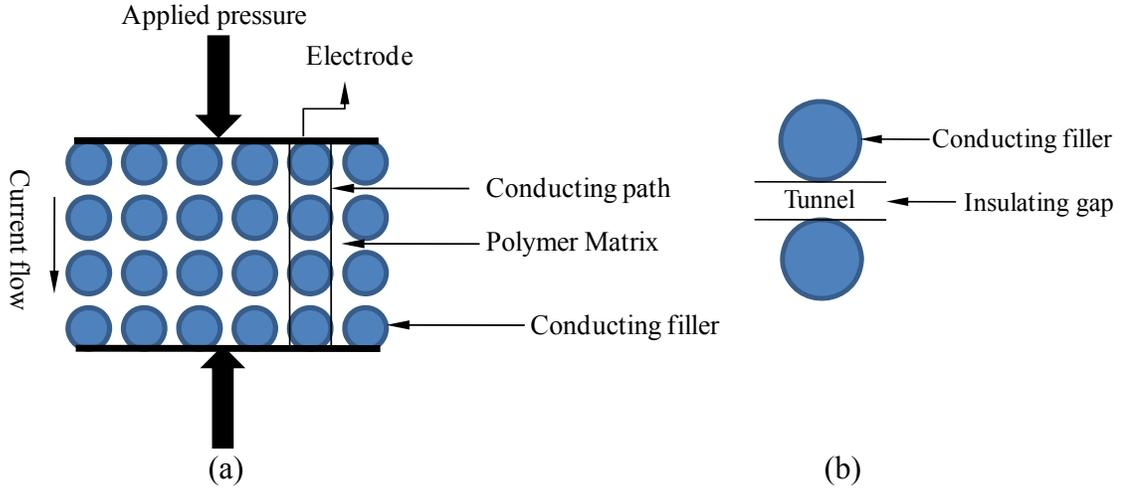 Applied pressure
Electrode
Current flow
Conducting path
Polymer Matrix
Conducting filler
(a)
Conducting filler
Tunnel
Insulating gap
(b)